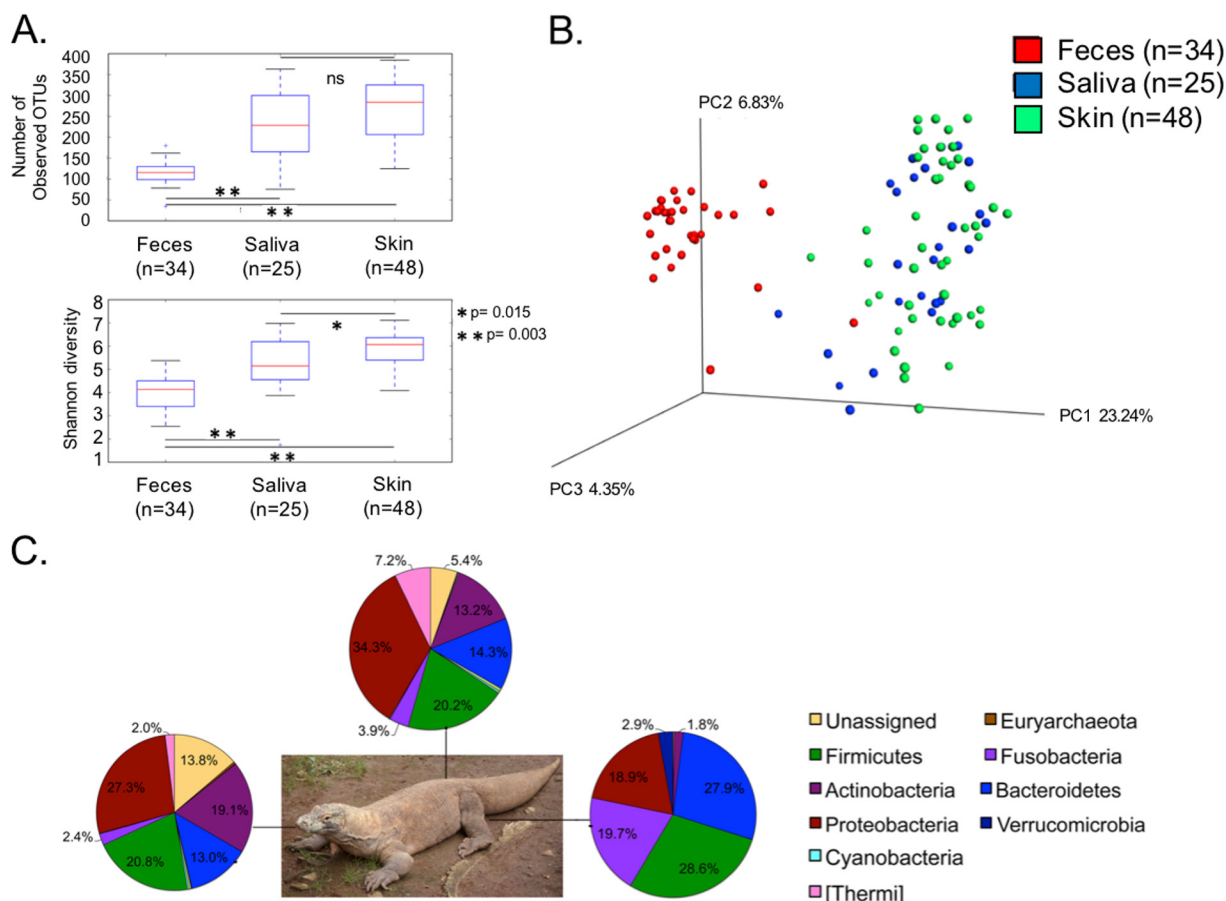 A.
Number of
Observed OTUs
400
350
300
250
200
150
100
50
0
ns
**
**
Feces
(n=34)
Saliva
(n=25)
Skin
(n=48)
Shannon diversity
8
7
6
5
4
3
2
1
* p= 0.015
** p= 0.003
*
**
**
Feces
(n=34)
Saliva
(n=25)
Skin
(n=48)
B.
Feces (n=34)
Saliva (n=25)
Skin (n=48)
PC2 6.83%
PC1 23.24%
PC3 4.35%
C.
7.2%
5.4%
13.2%
34.3%
14.3%
20.2%
3.9%
2.0%
13.8%
27.3%
19.1%
2.4%
20.8%
13.0%
2.9%
1.8%
18.9%
27.9%
19.7%
28.6%
Unassigned
Firmicutes
Actinobacteria
Proteobacteria
Cyanobacteria
[Thermi]
Euryarchaeota
Fusobacteria
Bacteroidetes
Verrucomicrobia